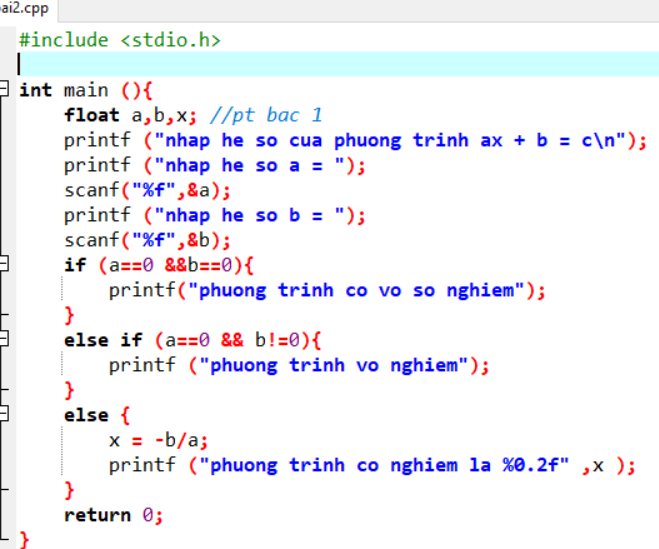 ai2.cpp
#include <stdio.h>
int main (){
float a,b,x; //pt bac 1
printf ("nhap he so cua phuong trinh ax + b = c\n");
printf ("nhap he so a = ");
scanf("%f",&a);
printf ("nhap he so b = ");
scanf("%f",&b);
if (a==0 &&b==0){
printf("phuong trinh co vo so nghiem");
}
else if (a==0 && b!=0){
printf ("phuong trinh vo nghiem");
}
else {
x = -b/a;
printf ("phuong trinh co nghiem la %0.2f" ,x );
}
return 0;
}